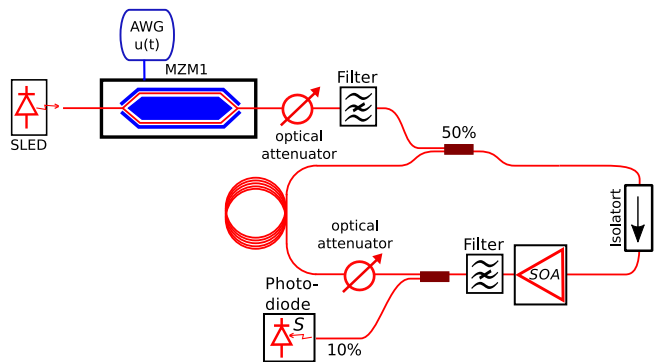 AWG
u(t)
MZM1
SLED
optical
attenuator
Filter
50%
Isolatort
optical
attenuator
Filter
SOA
Photo-
diode
S
10%